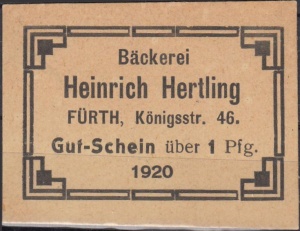 Bäckerei
Heinrich Hertling
FÜRTH, Königsstr. 46.
Gut-Schein über 1 Pfg.
1920